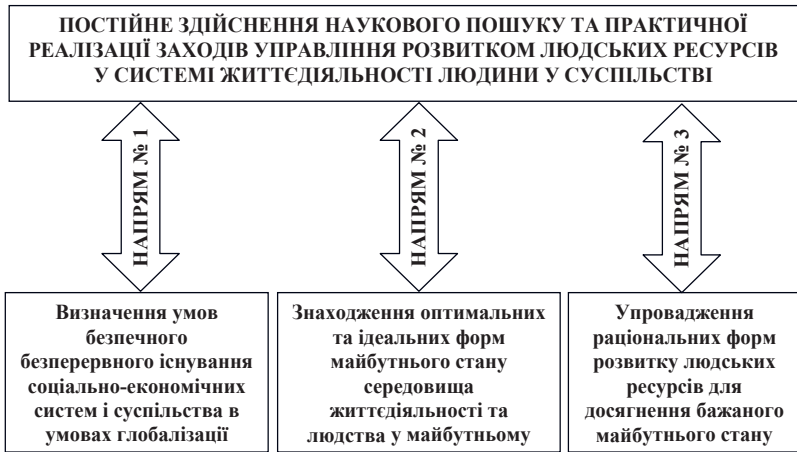 ПОСТІЙНЕ ЗДІЙСНЕННЯ НАУКОВОГО ПОШУКУ ТА ПРАКТИЧНОЇ
РЕАЛІЗАЦІЇ ЗАХОДІВ УПРАВЛІННЯ РОЗВИТКОМ ЛЮДСЬКИХ РЕСУРСІВ
У СИСТЕМІ ЖИТТЄДІЯЛЬНОСТІ ЛЮДИНИ У СУСПІЛЬСТВІ
НАПРЯМ № 1
НАПРЯМ № 2
НАПРЯМ № 3
Визначення умов
безпечного
безперервного існування
соціально-економічних
систем і суспільства в
умовах глобалізації
Знаходження оптимальних
та ідеальних форм
майбутнього стану
середовища
життєдіяльності та
людства у майбутньому
Упровадження
раціональних форм
розвитку людських
ресурсів для
досягнення бажаного
майбутнього стану